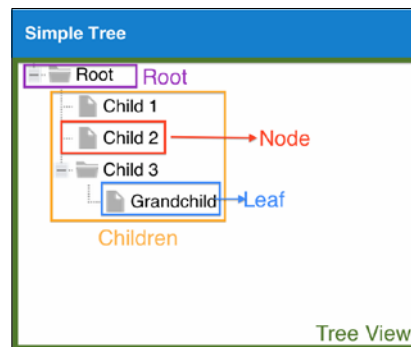 Simple Tree
Root Root
Child 1
Child 2 Node
Child 3
Grandchild Leaf
Children
Tree View